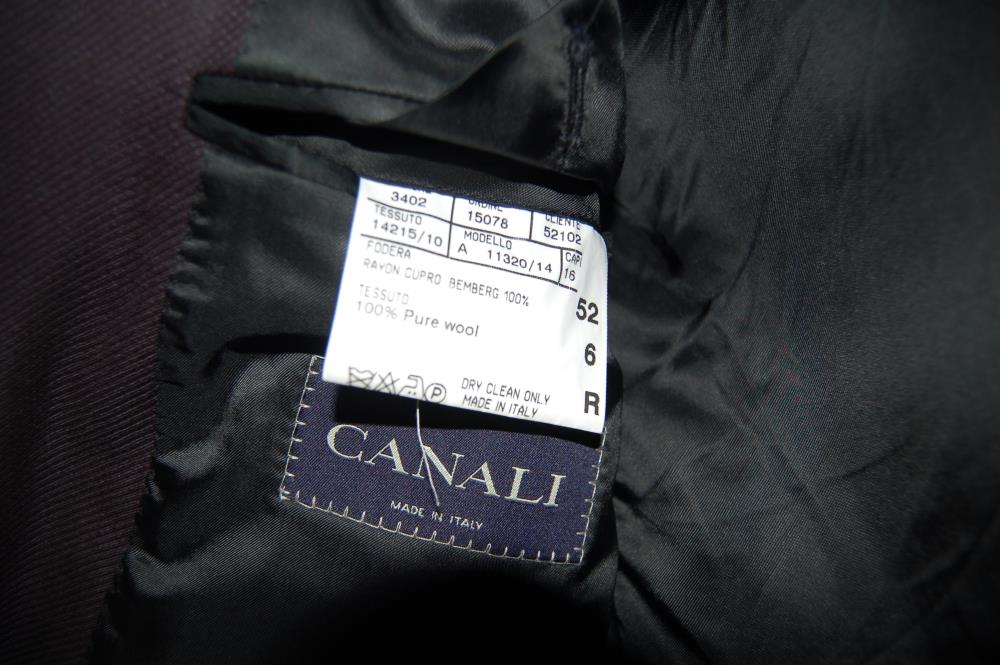 3402 15078 CLIENTE
52102
TESSUTO
14215/10
MODELLO
A 11320/14
16
FODERA
RAYON CUPRO BEMBERG 100%
TESSUTO
100% Pure wool
52
6
R
P
DRY CLEAN ONLY
MADE IN ITALY
CANALI
MADE IN ITALY